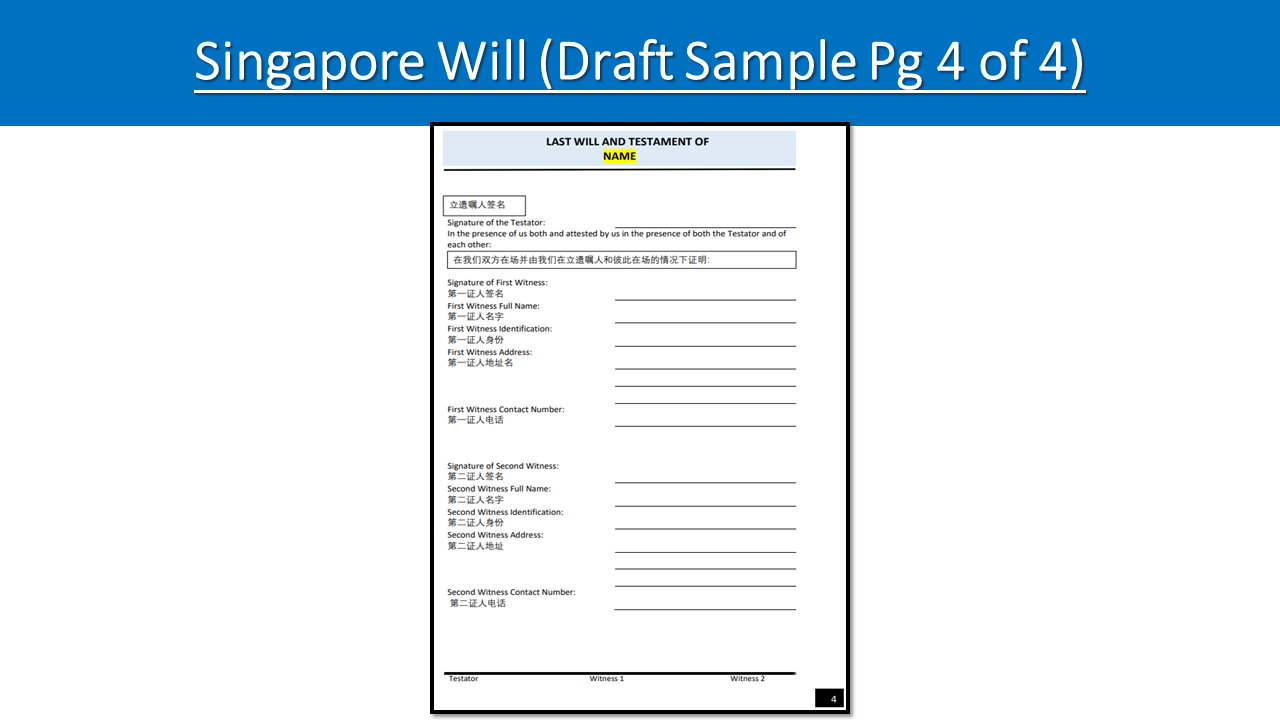 Singapore Will (Draft Sample Pg 4 of 4)
LAST WILL AND TESTAMENT OF
NAME
立遗嘱人签名
Signature of the Testator:
In the presence of us both and attested by us in the presence of both the Testator and of
each other:
在我们双方在场并由我们在立遗嘱人和彼此在场的情况下证明:
Signature of First Witness:
第一证人签名
First Witness Full Name:
第一证人名字
First Witness Identification:
第一证人身份
First Witness Address:
第一证人地址名
First Witness Contact Number:
第一证人电话
Signature of Second Witness:
第二证人签名
Second Witness Full Name:
第二证人名字
Second Witness Identification:
第二证人身份
Second Witness Address:
第二证人地址
Second Witness Contact Number:
第二证人电话
Testator Witness 1 Witness 2
4